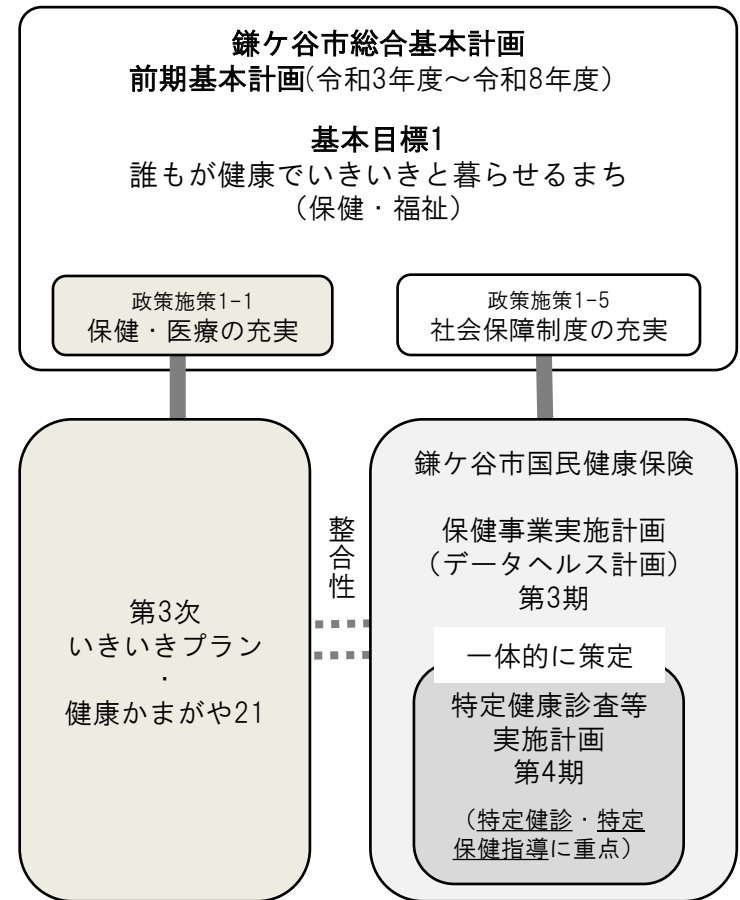 鎌ケ谷市総合基本計画
前期基本計画(令和3年度～令和8年度)
基本目標1
誰もが健康でいきいきと暮らせるまち
（保健・福祉）
政策施策1-1
保健・医療の充実
政策施策1-5
社会保障制度の充実
第3次
いきいきプラン
・
健康かまがや21
整合性
鎌ケ谷市国民健康保険
保健事業実施計画
（データヘルス計画）
第3期
一体的に策定
特定健康診査等
実施計画
第4期
（特定健診・特定
保健指導に重点）